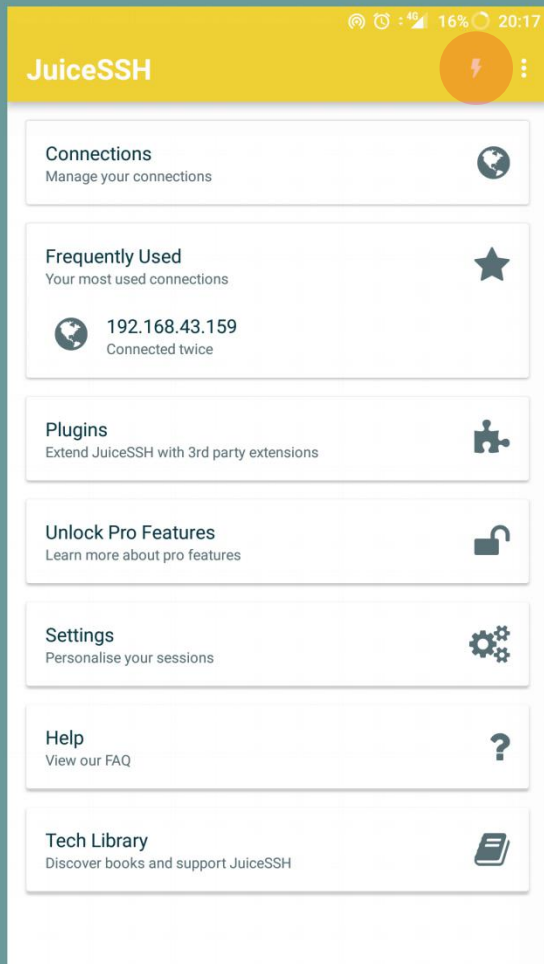 4G 16% 20:17
JuiceSSH
Connections
Manage your connections
Frequently Used
Your most used connections
192.168.43.159
Connected twice
Plugins
Extend JuiceSSH with 3rd party extensions
Unlock Pro Features
Learn more about pro features
Settings
Personalise your sessions
Help
View our FAQ
Tech Library
Discover books and support JuiceSSH